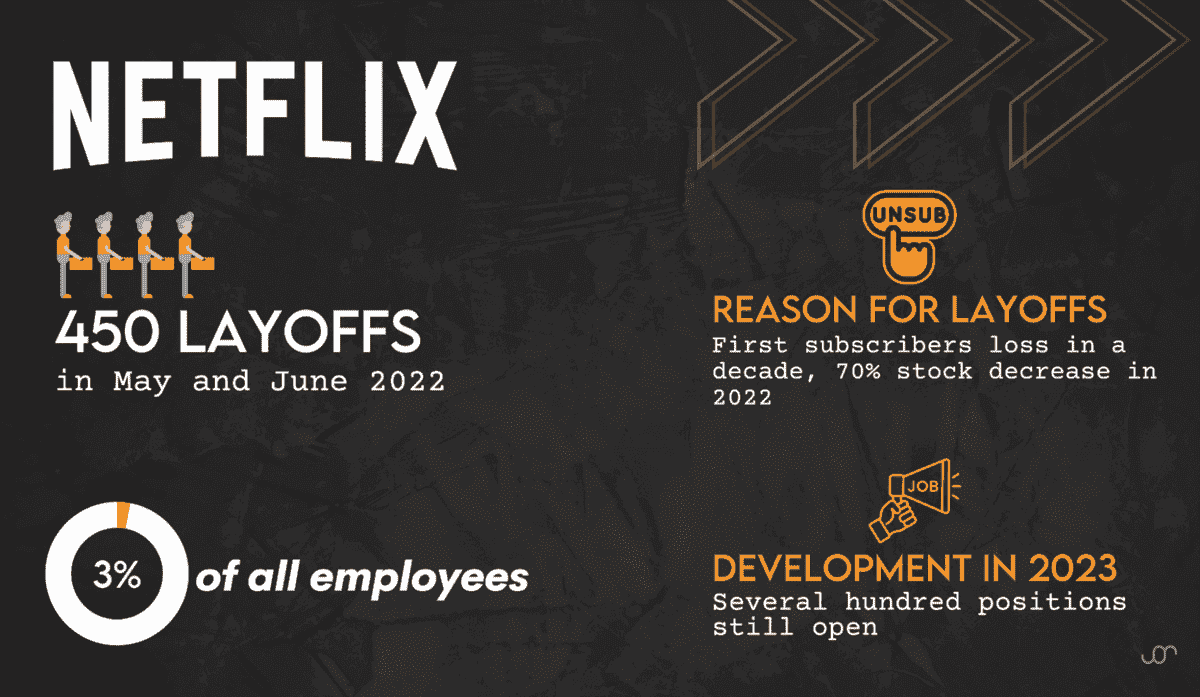 NETFLIX
450 LAYOFFS
in May and June 2022
3%
of all employees
UNSUB
REASON FOR LAYOFFS
First subscribers loss in a
decade, 70% stock decrease in
2022
JOB
DEVELOPMENT IN 2023
Several hundred positions
still open